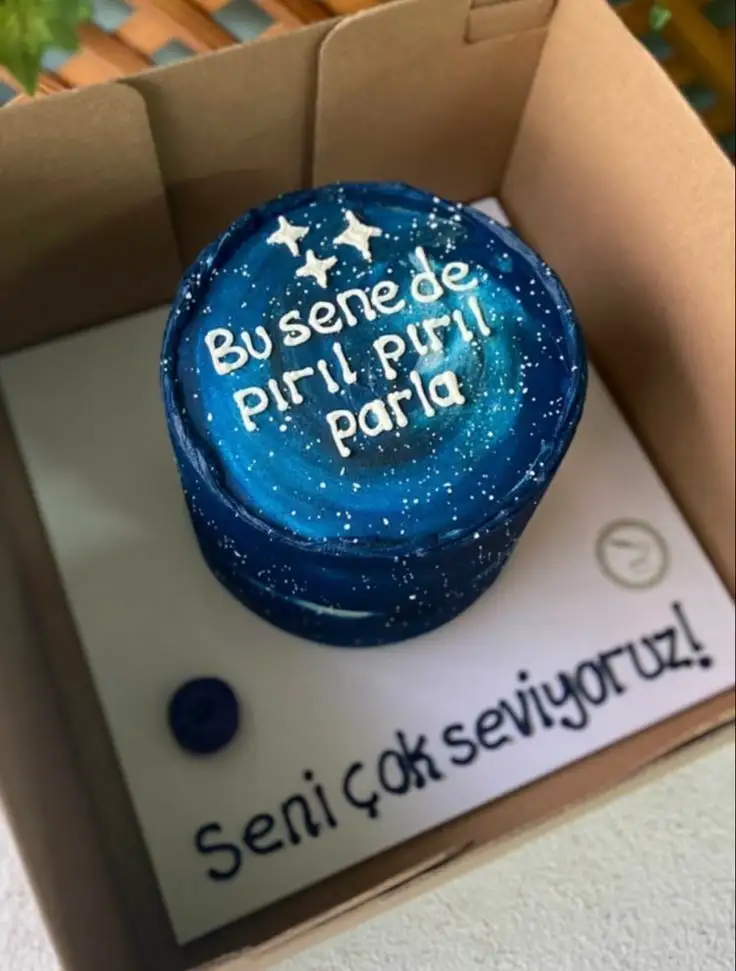 Bu sene de
pırıl pırıl
parla
Seni çok seviyoruz!